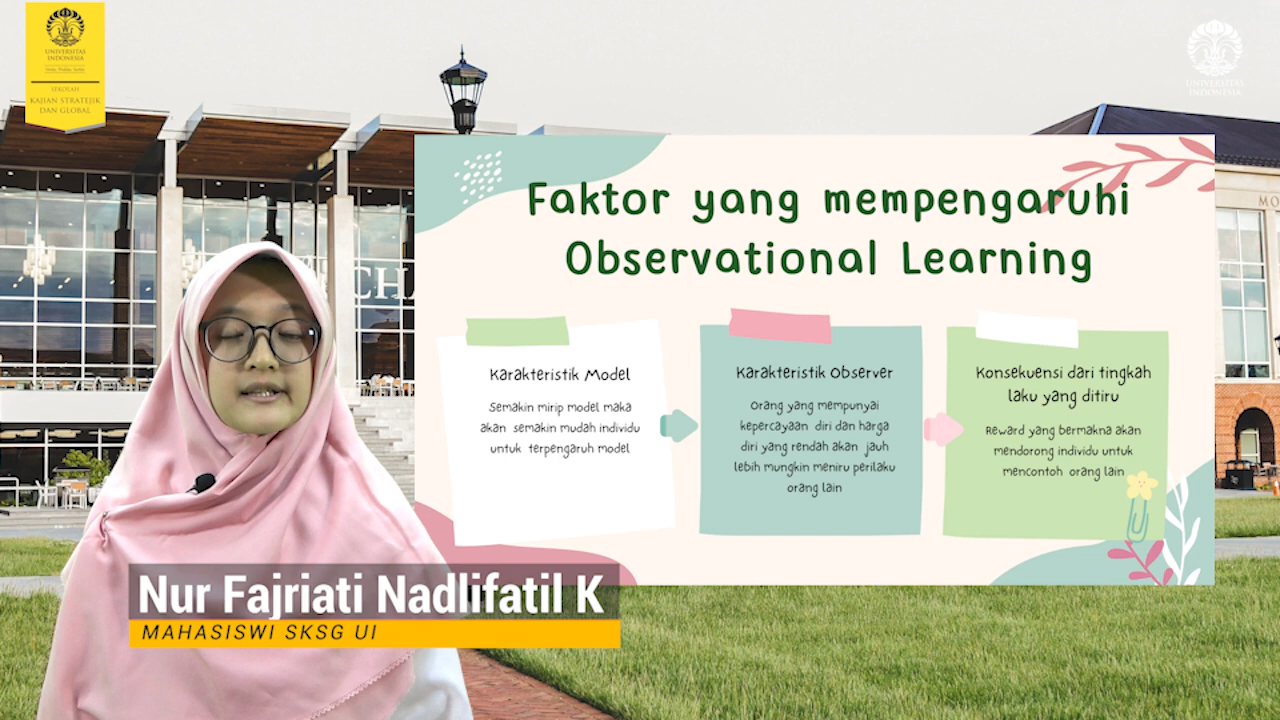 UNIVERSITAS
INDONESIA
SEKOLAH
KAJIAN STRATEJIK
DAN GLOBAL
UNIVERSITAS
INDONESIA
Faktor yang mempengaruhi
Observational Learning
Karakteristik Model
Semakin mirip model maka
akan semakin mudah individu
untuk terpengaruh model
Karakteristik Observer
Orang yang mempunyai
kepercayaan diri dan harga
diri yang rendah akan jauh
lebih mungkin meniru perilaku
orang lain
Konsekuensi dari tingkah
laku yang ditiru
Reward yang bermakna akan
mendorong individu untuk
mencontoh orang lain
Nur Fajriati Nadlifatil K
MAHASISWI SKSG UI